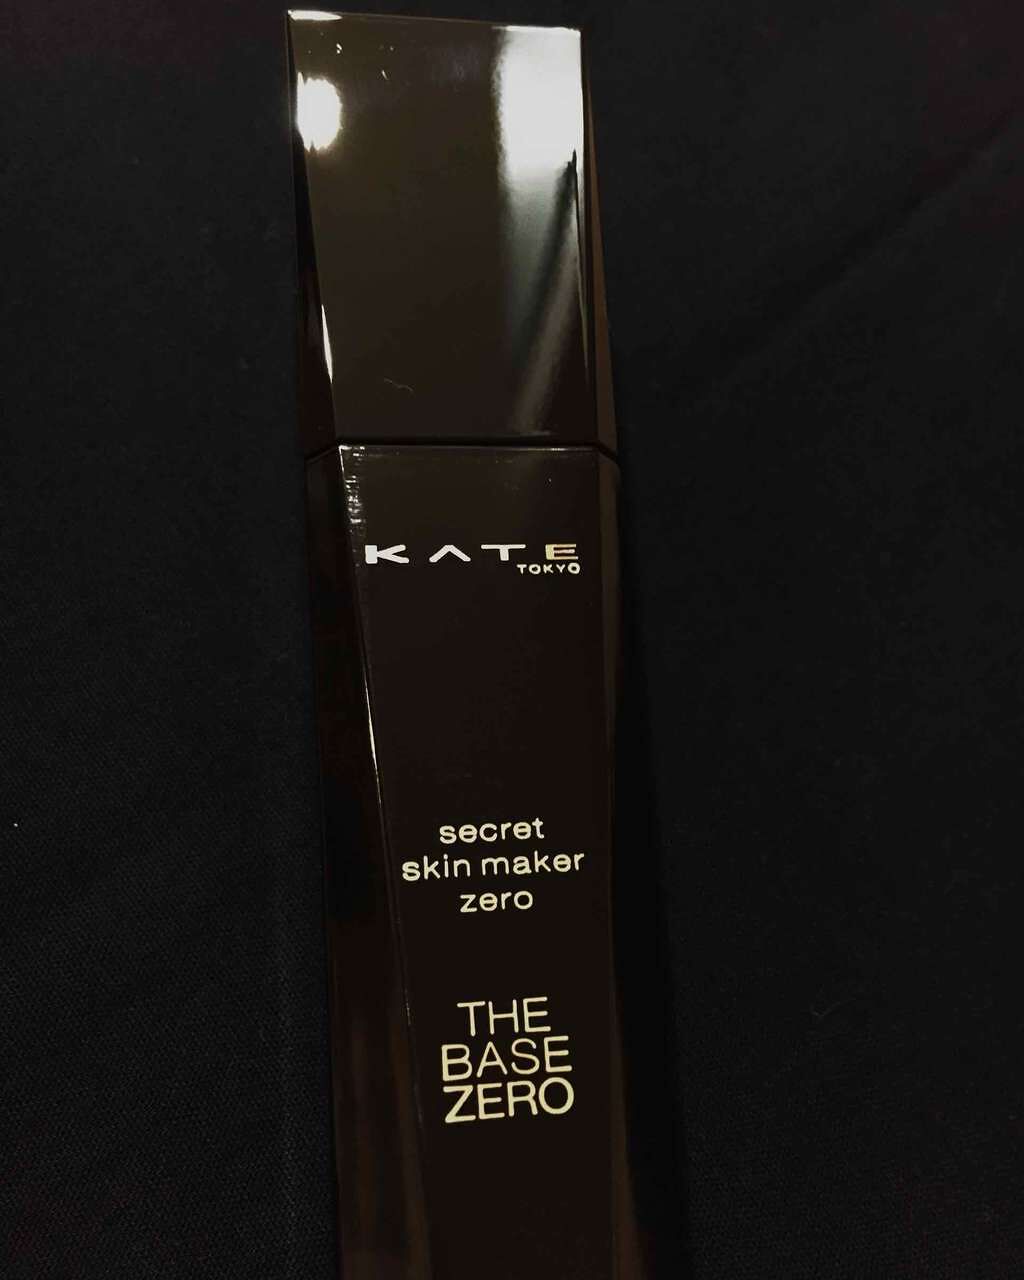 KATE
TOKYO
secret
skin maker
zero
THE
BASE
ZERO